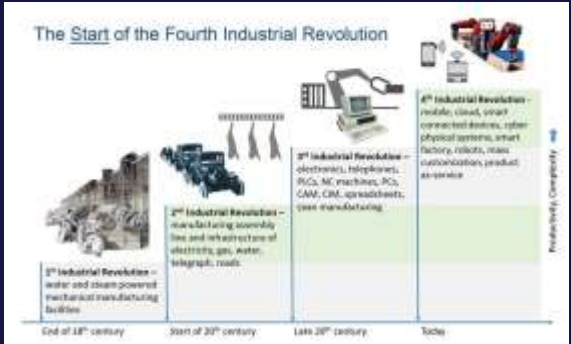 The Start of the Fourth Industrial Revolution
4th Industrial Revolution –
mobile, cloud, smart
connected devices, cyber
physical systems, smart
factory, robots, mass
customization, product
as-service
3rd Industrial Revolution –
electronics, telephones,
PLCs, NC machines, PCs,
CAM, CIM, spreadsheets,
lean manufacturing
2nd Industrial Revolution –
manufacturing assembly
line and infrastructure of
electricity, gas, water,
telegraph, roads
1st Industrial Revolution –
water and steam powered
mechanical manufacturing
facilities
Productivity, Complexity
End of 18th century
Start of 20th century
Late 20th century
Today